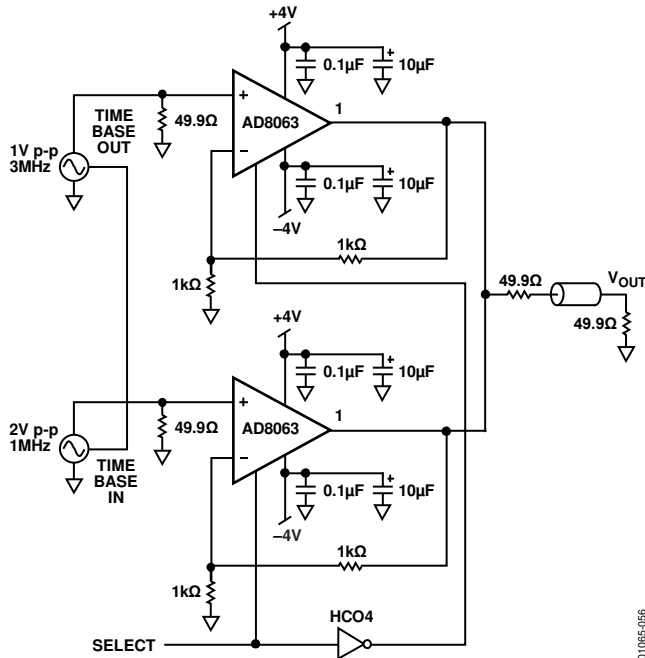 +4V
0.1µF
+
10µF
TIME
BASE
OUT
49.9Ω
+
AD8063
−
1
1V p-p
3MHz
0.1µF
+
10µF
−4V
1kΩ
1kΩ
+4V
0.1µF
+
10µF
49.9Ω
VOUT
49.9Ω
2V p-p
1MHz
TIME
BASE
IN
49.9Ω
+
AD8063
−
1
0.1µF
+
10µF
−4V
1kΩ
1kΩ
HCO4
SELECT
01065-056